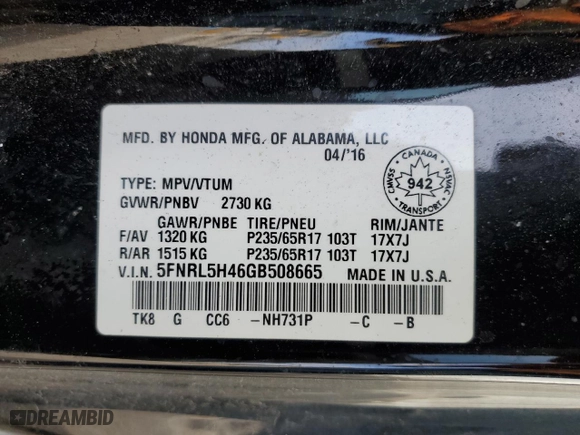 MFD. BY HONDA MFG. OF ALABAMA, LLC
04/'16
CANADA
CMVSS 942 NSVAC
TRANSPORT
TYPE: MPV/VTUM
GVWR/PNBV 2730 KG
GAWR/PNBE TIRE/PNEU RIM/JANTE
F/AV 1320 KG P235/65R17 103T 17X7J
R/AR 1515 KG P235/65R17 103T 17X7J
V.I.N. 5FNRL5H46GB508665 MADE IN U.S.A.
TK8 G CC6 –NH731P –C –B
DREAMBID